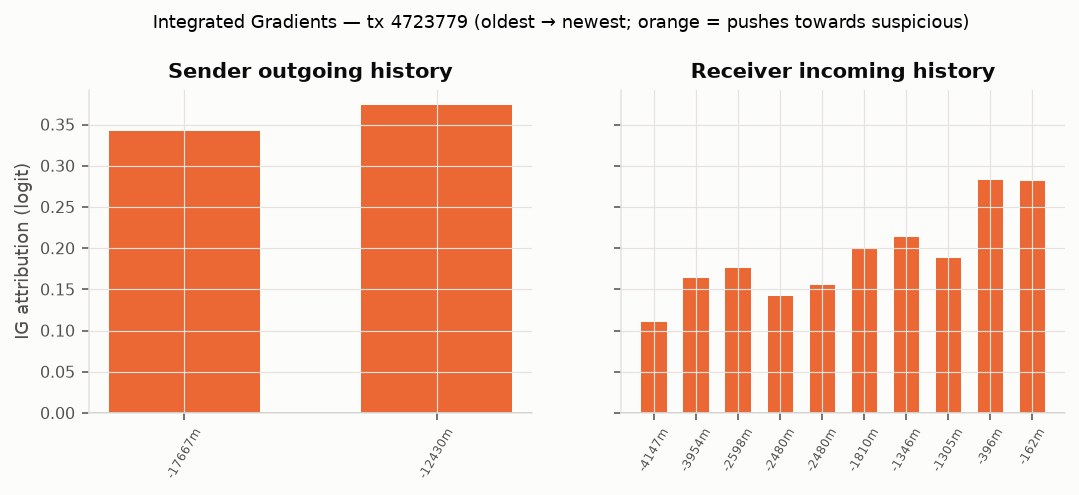 Integrated Gradients — tx 4723779 (oldest → newest; orange = pushes towards suspicious)
Sender outgoing history
Receiver incoming history
IG attribution (logit)
0.35
0.30
0.25
0.20
0.15
0.10
0.05
0.00
-17667m
-12430m
-4147m
-3954m
-2598m
-2480m
-2480m
-1810m
-1346m
-1305m
-396m
-162m